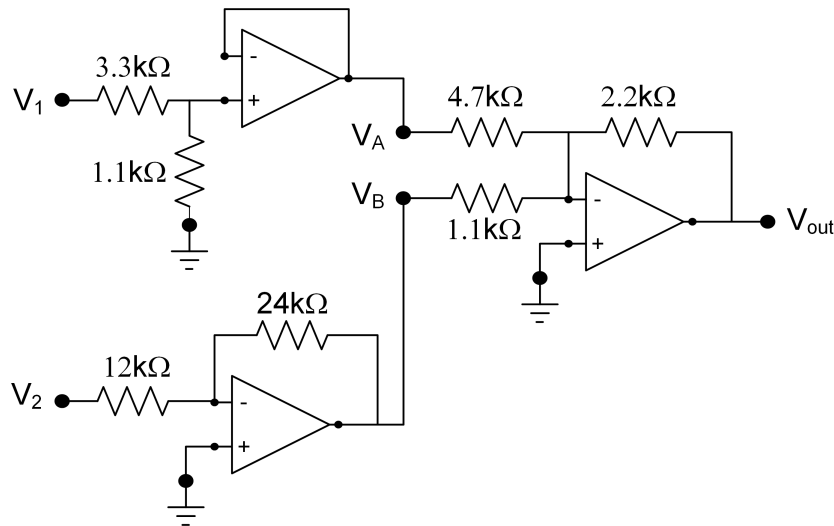 -
3.3kΩ
V1
+
4.7kΩ
2.2kΩ
VA
1.1kΩ
VB
-
1.1kΩ
Vout
+
24kΩ
12kΩ
V2
-
+